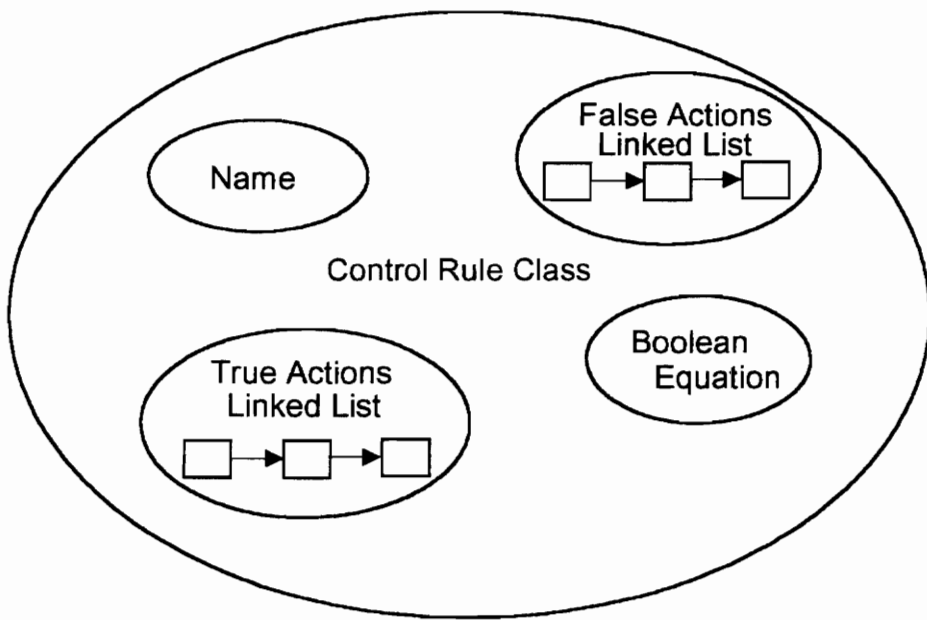 False Actions
Linked List
Name
Control Rule Class
Boolean
Equation
True Actions
Linked List